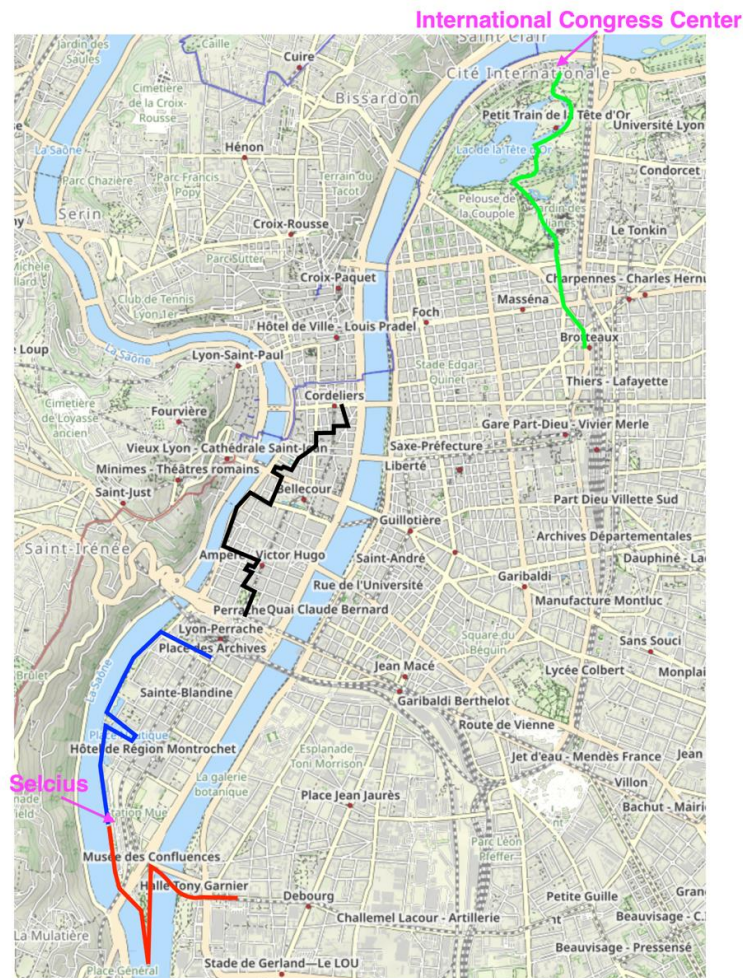 International Congress Center
Saint Clair
Jardin des
Saules
Caille
Cuire
Cité Internationale
Cimetière
de la Croix-
Rousse
Bissardon
Petit Train de la Tête d'Or
Université Lyon
La Saône
Hénon
Lac de la Tête d'Or
Condorcet
Parc Chazière
Parc Francis
Popy
Terrain du
Tacot
Serin
Croix-Rousse
Pelouse de
la Coupole
Le Tonkin
Parc Sutter
Croix-Paquet
Charpennes - Charles Hernu
Club de Tennis
Lyon 1er
Masséna
Foch
Hôtel de Ville - Louis Pradel
Brotteaux
Loup
La Saône
Lyon-Saint-Paul
Stade Edgar
Quinet
Thiers - Lafayette
Cimetière
de Loyasse
ancien
Cordeliers
Fourvière
Gare Part-Dieu - Vivier Merle
Vieux Lyon - Cathédrale Saint-Jean
Saxe-Préfecture
Minimes - Théâtres romains
Liberté
Saint-Just
Bellecour
Part Dieu Villette Sud
Guillotière
Archives Départementales
Saint-Irénée
Ampère Victor Hugo
Saint-André
Dauphiné - La
Garibaldi
Rue de l'Université
Manufacture Montluc
Perrache
Quai Claude Bernard
Lyon-Perrache
Place des Archives
Square du
Béguin
Sans Souci
La Saône
Jean Macé
Lycée Colbert
Monplai
Brûlet
Sainte-Blandine
Garibaldi Berthelot
Route de Vienne
Hôtel de Région Montrochet
Esplanade
Toni Morrison
Jet d'eau - Mendès France
Jean
Selcius
La galerie
botanique
Villon
Place Jean Jaurès
Bachut - Mairi
Musée des Confluences
Parc Léon
Pfeffer
Halle Tony Garnier
Debourg
Petite Guille
Gran
Challemel Lacour - Artillerie
Beauvisage - C.
La Mulatière
Beauvisage - Pressensé
Stade de Gerland—Le LOU
Place Général